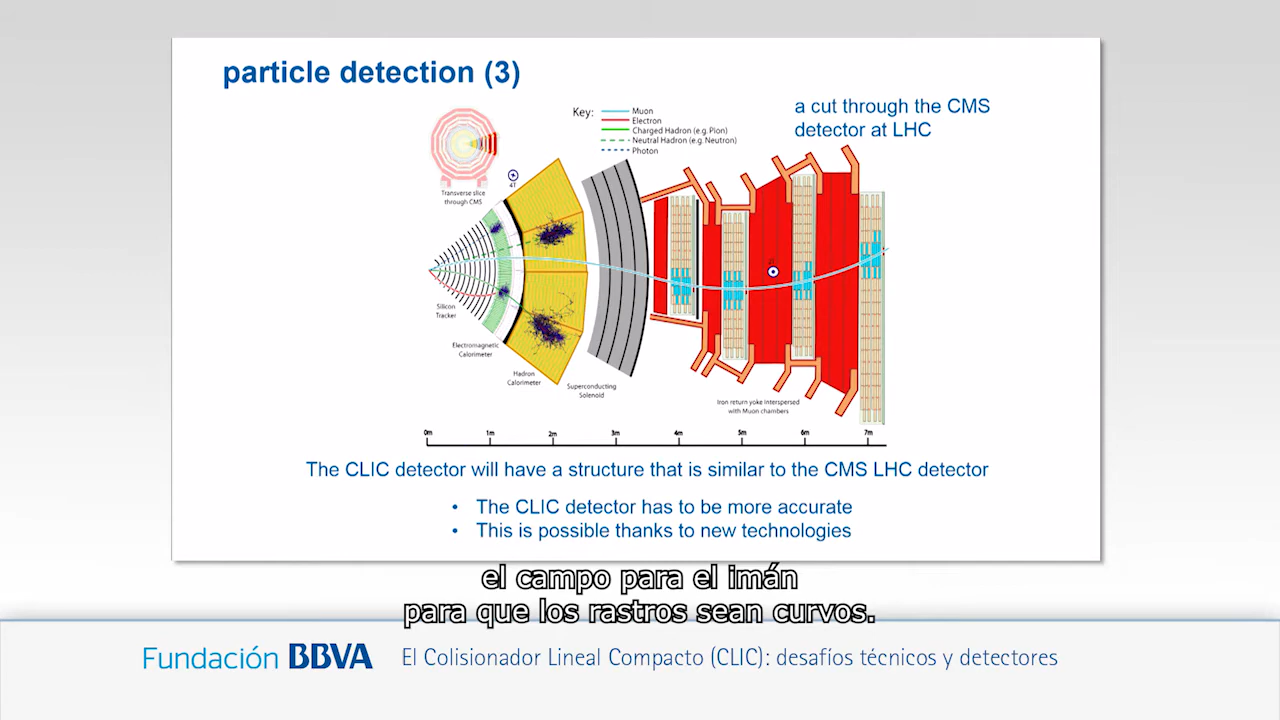 particle detection (3)
a cut through the CMS
detector at LHC
Key:
Muon
Electron
Charged Hadron (e.g. Pion)
Neutral Hadron (e.g. Neutron)
Photon
Transverse slice
through CMS
4T
4T
Silicon
Tracker
Electromagnetic
Calorimeter
Hadron
Calorimeter
Superconducting
Solenoid
Iron return yoke interspersed
with Muon chambers
0m 1m 2m 3m 4m 5m 6m 7m
The CLIC detector will have a structure that is similar to the CMS LHC detector
• The CLIC detector has to be more accurate
• This is possible thanks to new technologies
el campo para el imán
para que los rastros sean curvos.
Fundación BBVA El Colisionador Lineal Compacto (CLIC): desafíos técnicos y detectores